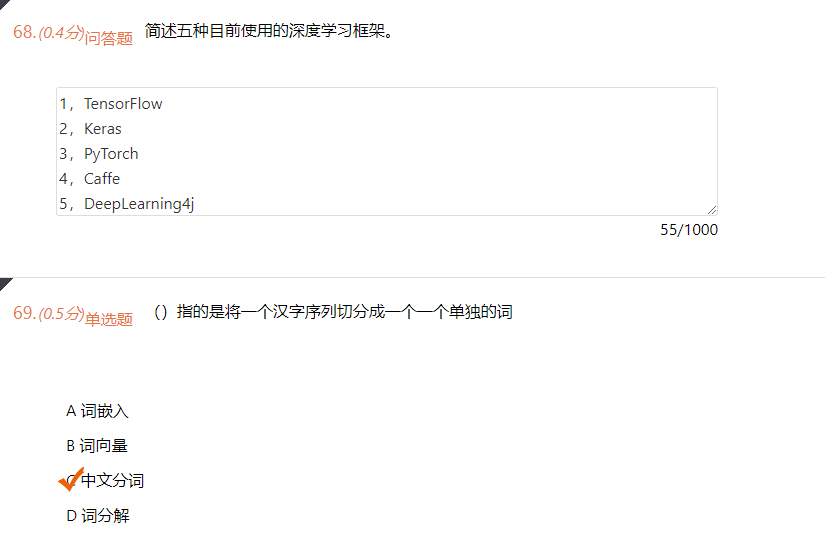 68.(0.4分)问答题 简述五种目前使用的深度学习框架。
1，TensorFlow
2，Keras
3，PyTorch
4，Caffe
5，DeepLearning4j
55/1000
69.(0.5分)单选题 （）指的是将一个汉字序列切分成一个一个单独的词
A 词嵌入
B 词向量
C 中文分词
D 词分解